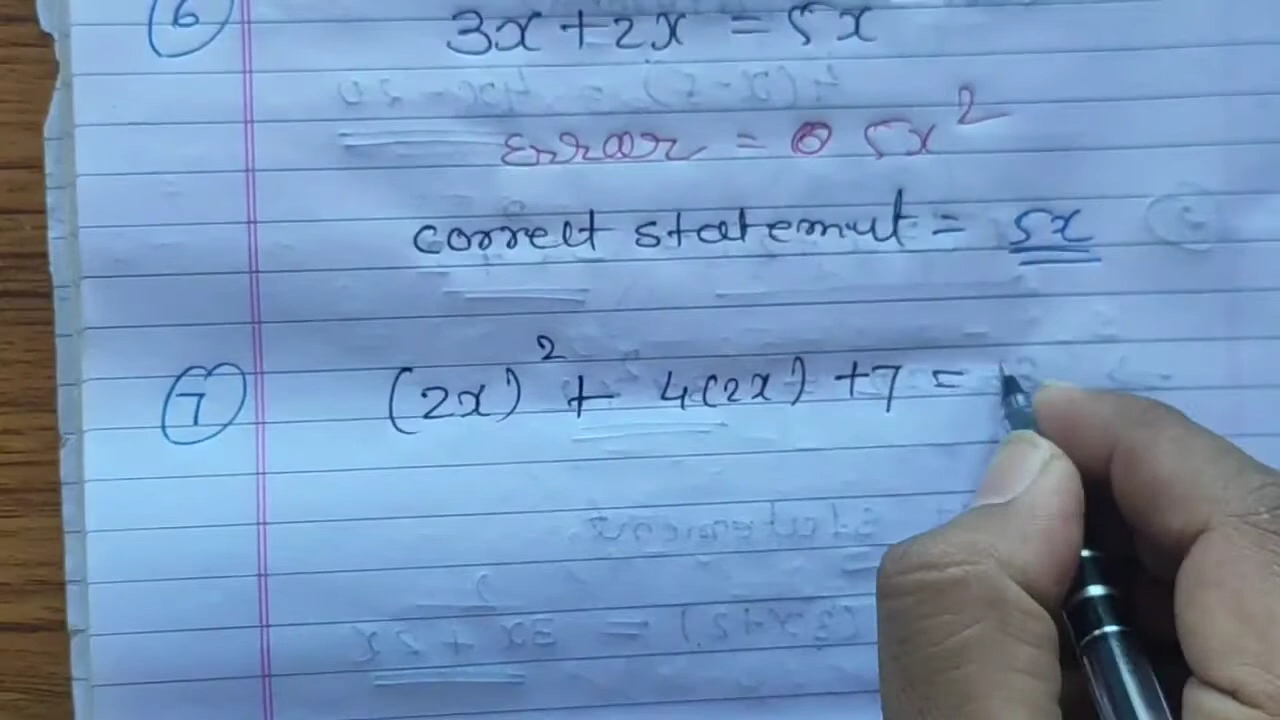 6 3x+2x = 5x
Error = 5x²
correct statement = 5x
7 (2x)² + 4(2x) +7 =